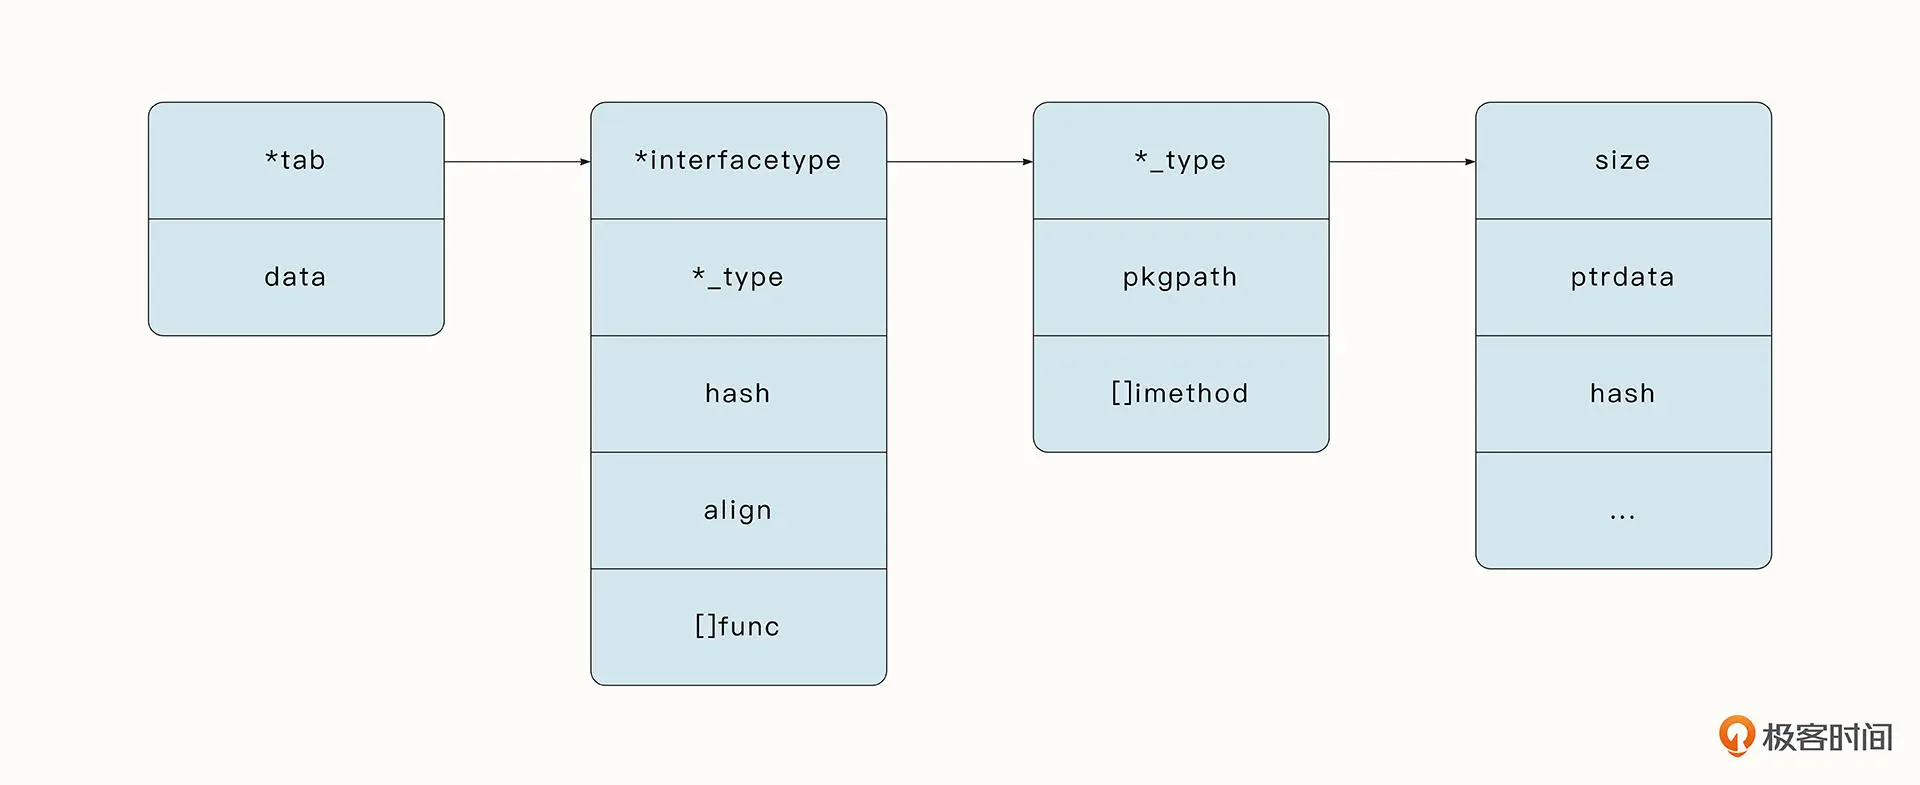 *tab
data
*interfacetype
*_type
hash
align
[]func
*_type
pkgpath
[]imethod
size
ptrdata
hash
...
极客时间